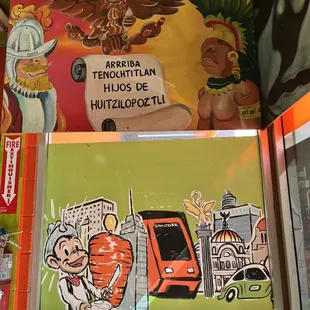 ARRRIBA
TENOCHTITLAN
HIJOS DE
HUITZILOPOZTLI
FIRE
EXTINGUISHER